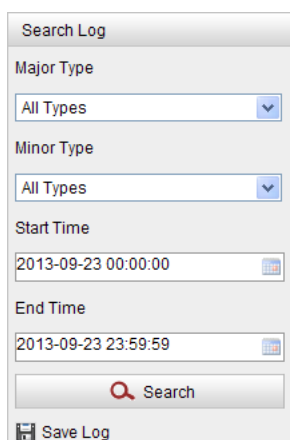 Search Log
Major Type
All Types
Minor Type
All Types
Start Time
2013-09-23 00:00:00
End Time
2013-09-23 23:59:59
Search
Save Log